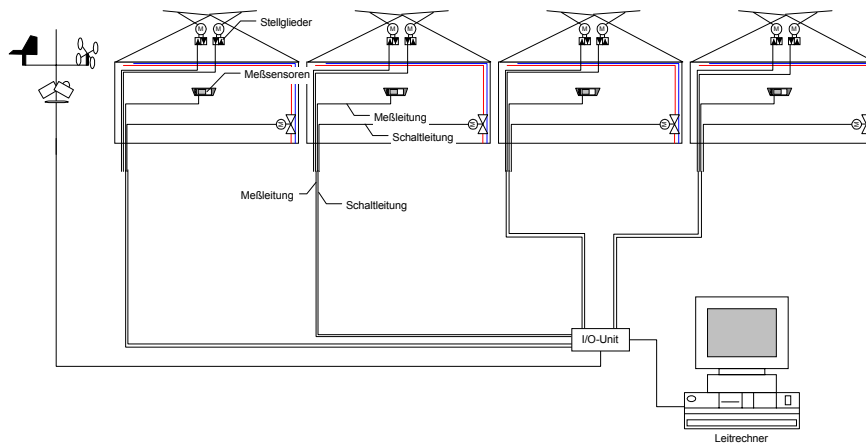 M M
Stellglieder
M M
M M
M M
Meßsensoren
Meßleitung
M
Schaltleitung
M
M
Meßleitung
Schaltleitung
I/O-Unit
Leitrechner